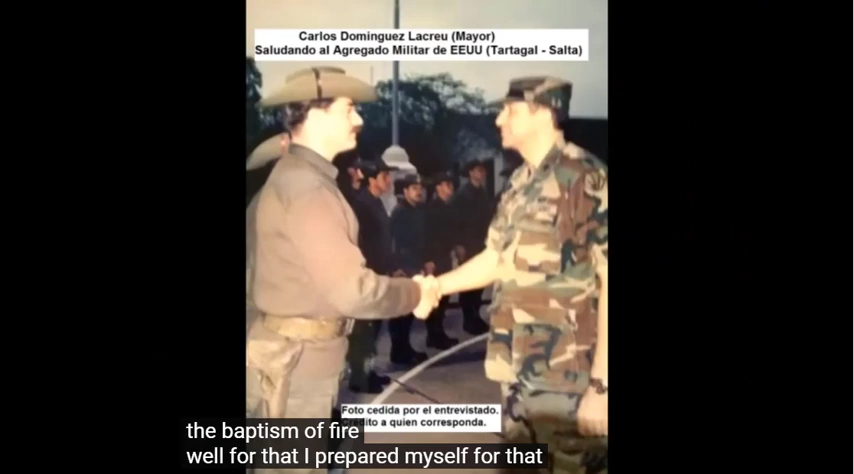 Carlos Dominguez Lacreu (Mayor)
Saludando al Agregado Militar de EEUU (Tartagal - Salta)
Foto cedida por el entrevistado.
Crédito a quien corresponda.
the baptism of fire
well for that I prepared myself for that